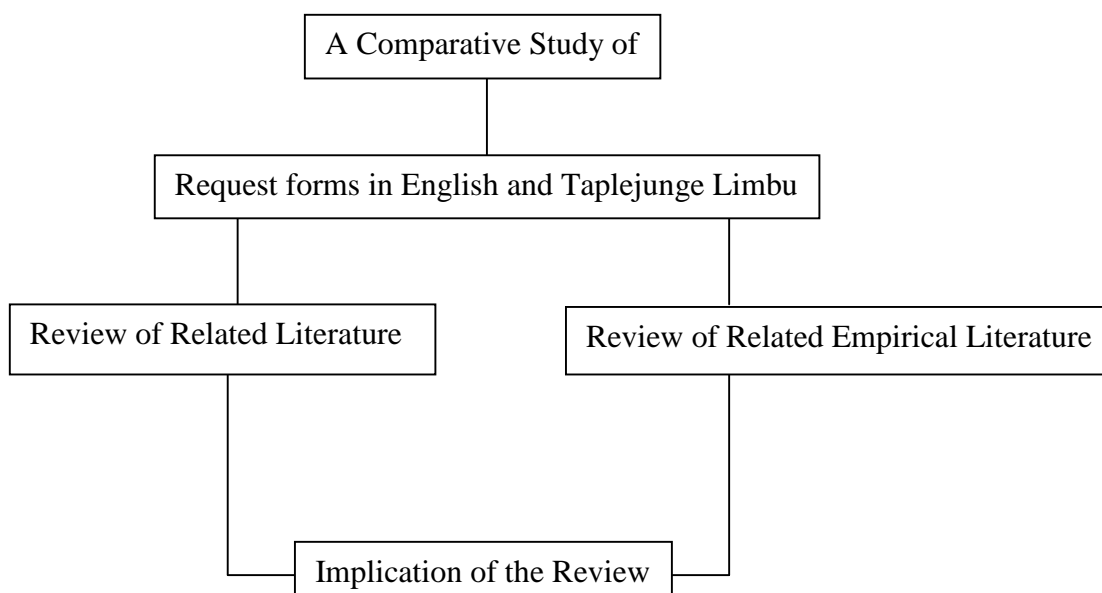 A Comparative Study of
Request forms in English and Taplejunge Limbu
Review of Related Literature
Review of Related Empirical Literature
Implication of the Review